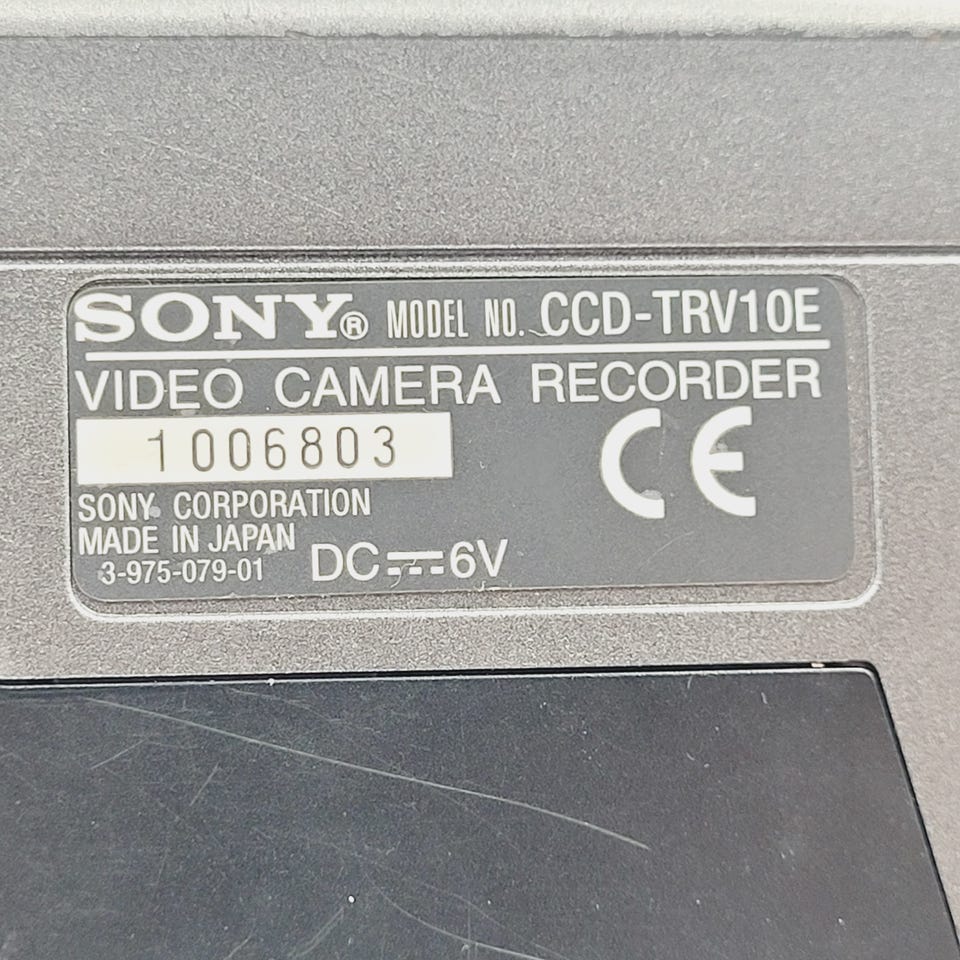 SONY® MODEL NO. CCD-TRV10E
VIDEO CAMERA RECORDER
1006803
CE
SONY CORPORATION
MADE IN JAPAN
3-975-079-01 DC⎓6V